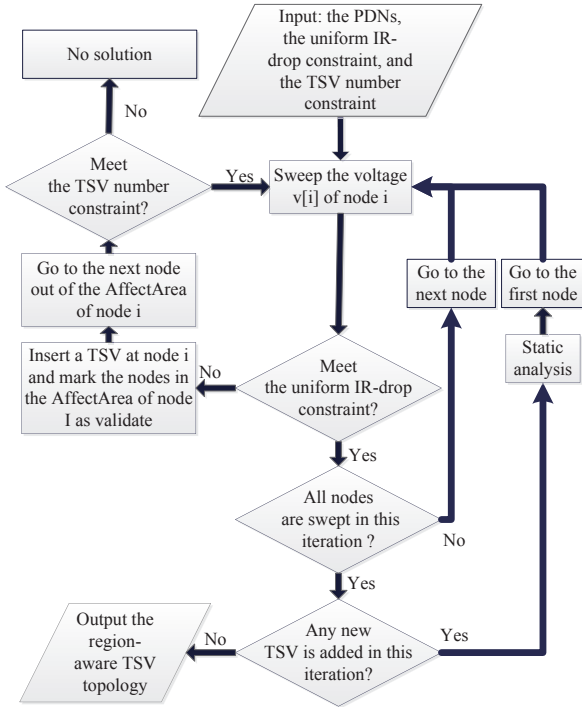 Input: the PDNs,
the uniform IR-
drop constraint, and
the TSV number
constraint
No solution
No
Meet
the TSV number
constraint?
Yes
Sweep the voltage
v[i] of node i
Go to the next node
out of the AffectArea
of node i
Go to the
next node
Go to the
first node
Insert a TSV at node i
and mark the nodes in
the AffectArea of node
I as validate
No
Meet
the uniform IR-drop
constraint?
Static
analysis
Yes
All nodes
are swept in this
iteration ?
No
Yes
Output the
region-
aware TSV
topology
No
Any new
TSV is added in this
iteration?
Yes